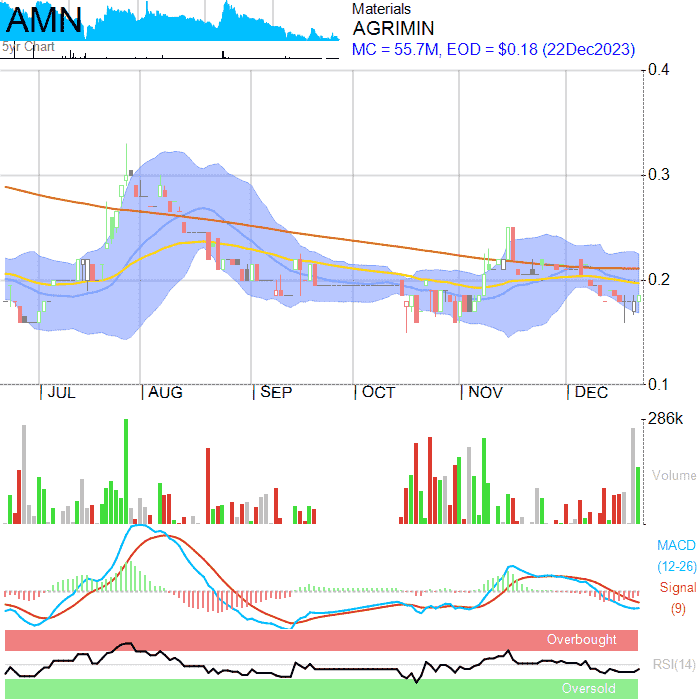 AMN
5yr Chart
Materials
AGRIMIN
MC = 55.7M, EOD = $0.18 (22Dec2023)
0.4
0.3
0.2
0.1
JUL
AUG
SEP
OCT
NOV
DEC
286k
Volume
MACD
(12-26)
Signal
(9)
Overbought
RSI(14)
Oversold